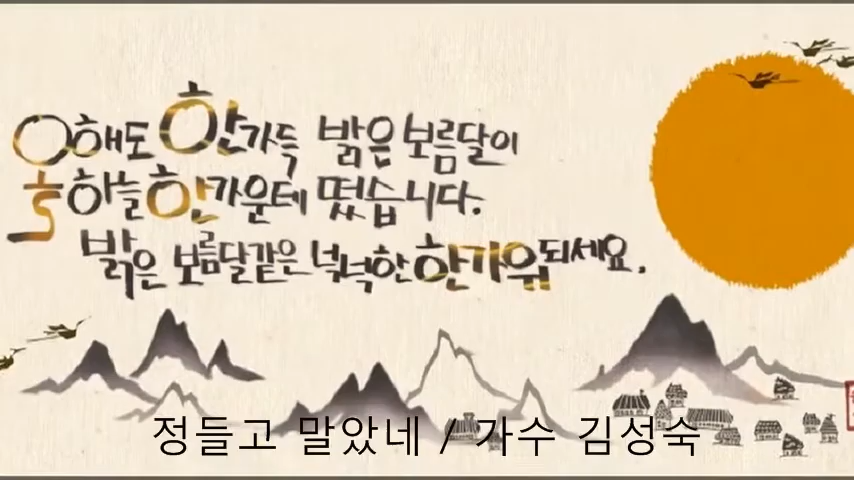 올해도 한가득 밝은 보름달이
하늘 한가운데 떴습니다.
밝은 보름달같은 넉넉한 한가위 되세요.
정들고 말았네 / 가수 김성숙